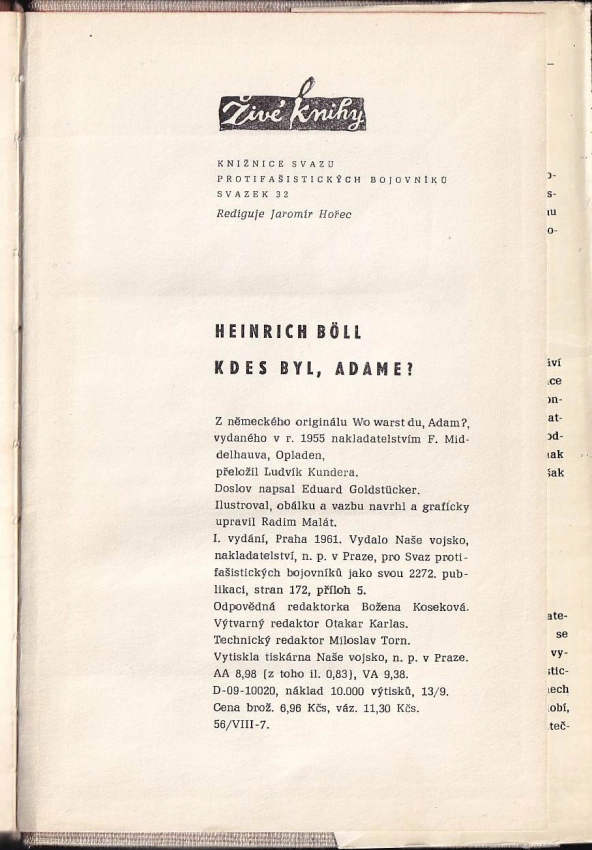 Živé knihy
KNIŽNICE SVAZU
PROTIFAŠISTICKÝCH BOJOVNÍKŮ
SVAZEK 32
Rediguje Jaromír Hořec
HEINRICH BÖLL
KDES BYL, ADAME?
Z německého originálu Wo warst du, Adam?,
vydaného v r. 1955 nakladatelstvím F. Mid-
delhauva, Opladen,
přeložil Ludvík Kundera.
Doslov napsal Eduard Goldstücker.
Ilustroval, obálku a vazbu navrhl a graficky
upravil Radim Malát.
I. vydání, Praha 1961. Vydalo Naše vojsko,
nakladatelství, n. p. v Praze, pro Svaz proti-
fašistických bojovníků jako svou 2272. pub-
likaci, stran 172, příloh 5.
Odpovědná redaktorka Božena Koseková.
Výtvarný redaktor Otakar Karlas.
Technický redaktor Miloslav Torn.
Vytiskla tiskárna Naše vojsko, n. p. v Praze.
AA 8,98 (z toho il. 0,83), VA 9,38.
D-09-10020, náklad 10.000 výtisků, 13/9.
Cena brož. 6,96 Kčs, váz. 11,30 Kčs.
56/VIII-7.